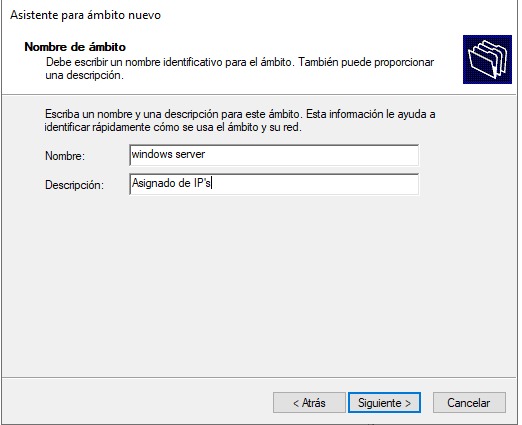 Asistente para ámbito nuevo
Nombre de ámbito
Debe escribir un nombre identificativo para el ámbito. También puede proporcionar
una descripción.
Escriba un nombre y una descripción para este ámbito. Esta información le ayuda a
identificar rápidamente cómo se usa el ámbito y su red.
Nombre: windows server
Descripción: Asignado de IP's
< Atrás Siguiente > Cancelar